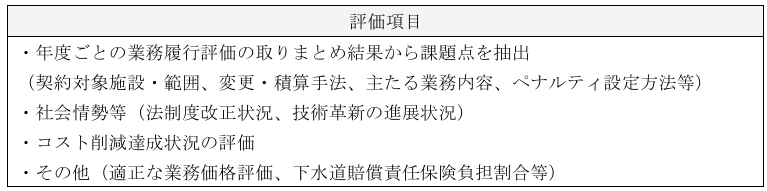 評価項目
・年度ごとの業務履行評価の取りまとめ結果から課題点を抽出
（契約対象施設・範囲、変更・積算手法、主たる業務内容、ペナルティ設定方法等）
・社会情勢等（法制度改正状況、技術革新の進展状況）
・コスト削減達成状況の評価
・その他（適正な業務価格評価、下水道賠償責任保険負担割合等）